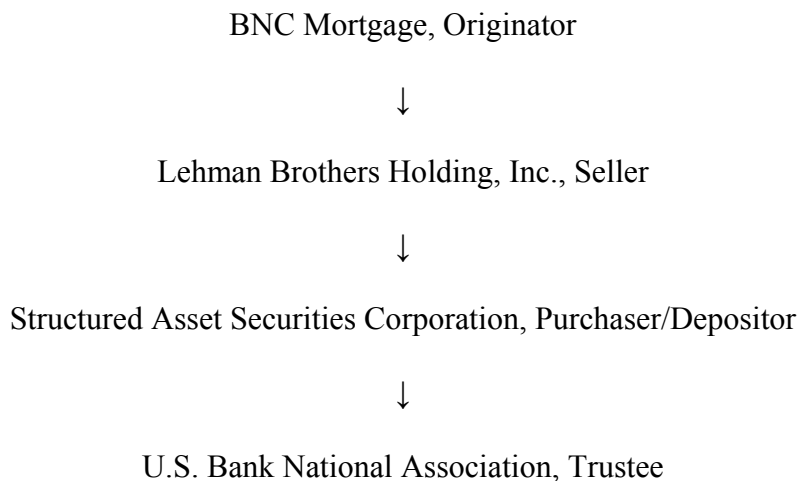 BNC Mortgage, Originator
↓
Lehman Brothers Holding, Inc., Seller
↓
Structured Asset Securities Corporation, Purchaser/Depositor
↓
U.S. Bank National Association, Trustee